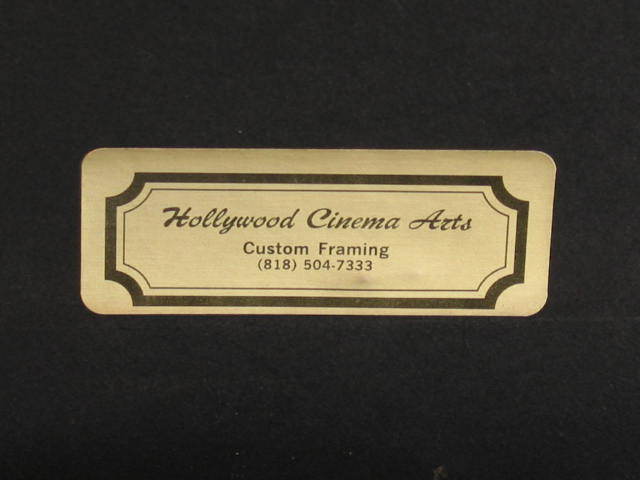 Hollywood Cinema Arts
Custom Framing
(818) 504-7333